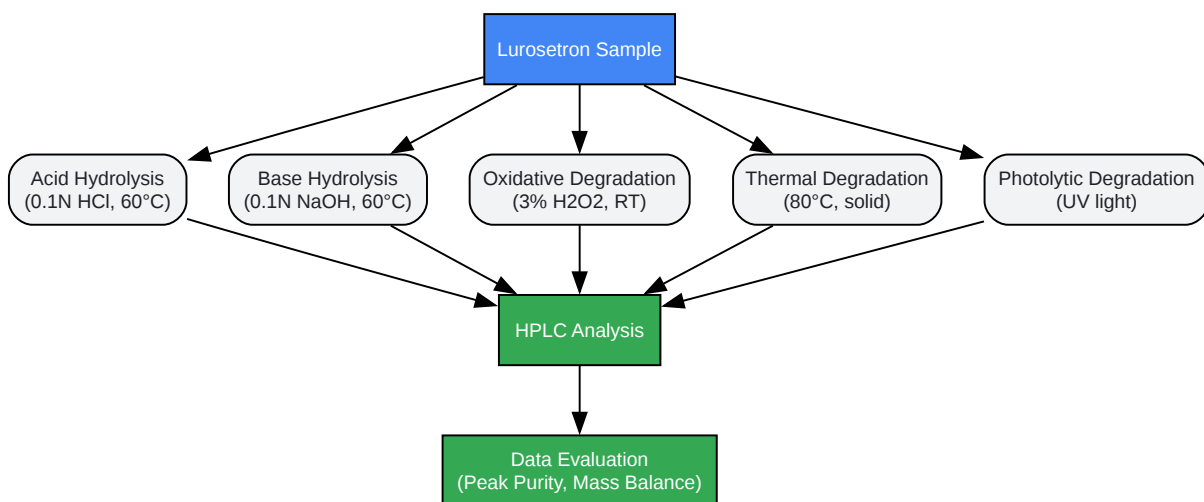 Lurosetron Sample
Acid Hydrolysis
(0.1N HCl, 60°C)
Base Hydrolysis
(0.1N NaOH, 60°C)
Oxidative Degradation
(3% H2O2, RT)
Thermal Degradation
(80°C, solid)
Photolytic Degradation
(UV light)
HPLC Analysis
Data Evaluation
(Peak Purity, Mass Balance)